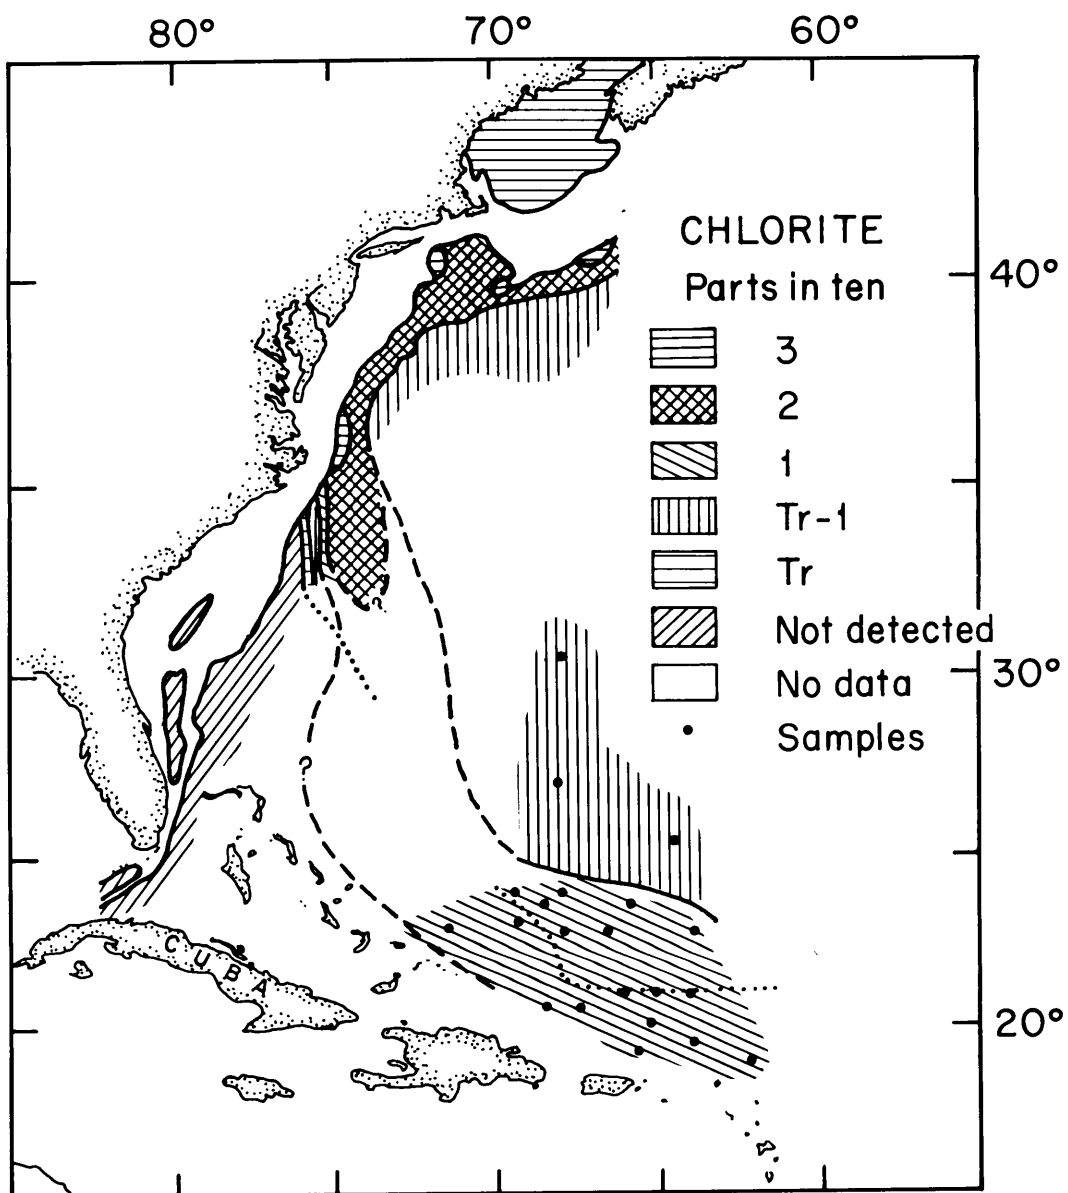 80° 70° 60°
CHLORITE
Parts in ten
40°
3
2
1
Tr-1
Tr
Not detected
30°
No data
Samples
?
?
CUBA
20°